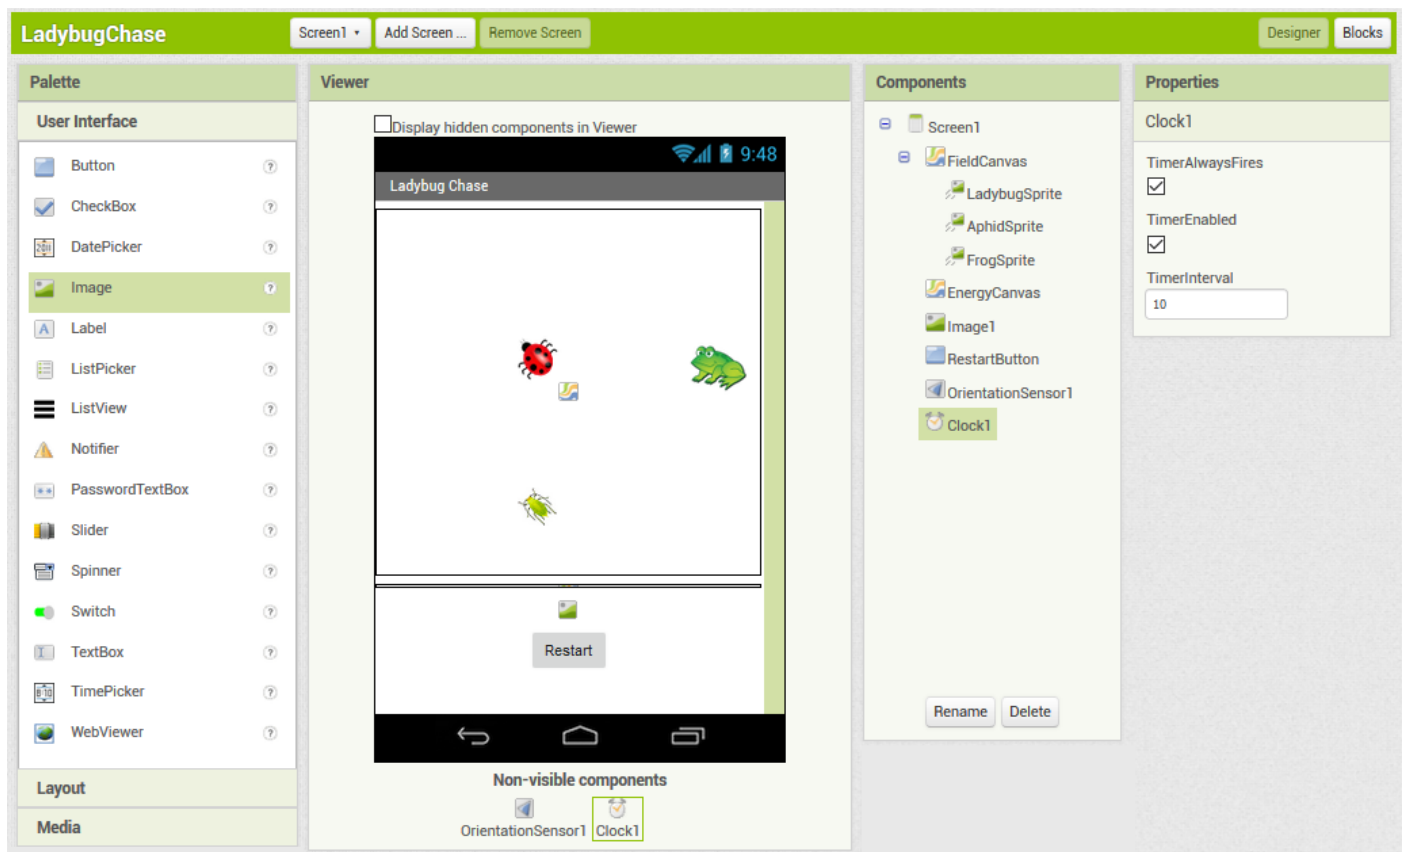 LadybugChase
Screen1
Add Screen ...
Remove Screen
Designer
Blocks
Palette
User Interface
Button
CheckBox
DatePicker
Image
Label
ListPicker
ListView
Notifier
PasswordTextBox
Slider
Spinner
Switch
TextBox
TimePicker
WebViewer
Layout
Media
Viewer
Display hidden components in Viewer
9:48
Ladybug Chase
Restart
Non-visible components
OrientationSensor1
Clock1
Components
Screen1
FieldCanvas
LadybugSprite
AphidSprite
FrogSprite
EnergyCanvas
Image1
RestartButton
OrientationSensor1
Clock1
Rename
Delete
Properties
Clock1
TimerAlwaysFires
TimerEnabled
TimerInterval
10